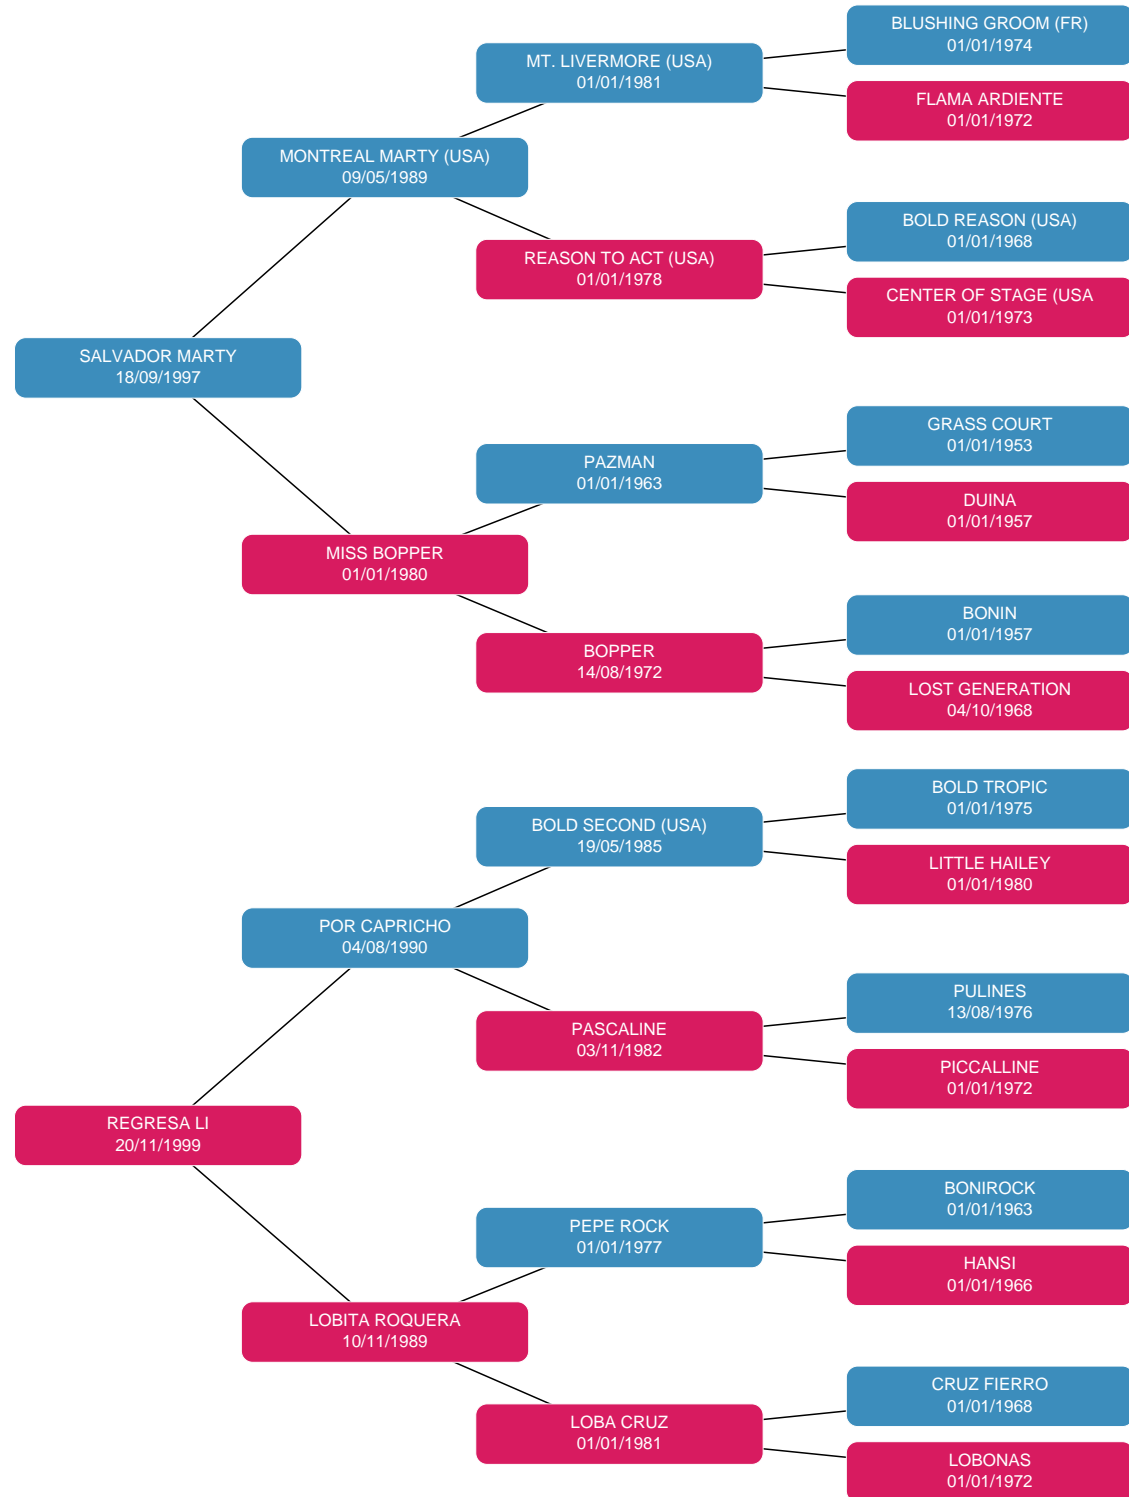 BLUSHING GROOM (FR)
01/01/1974
MT. LIVERMORE (USA)
01/01/1981
FLAMA ARDIENTE
01/01/1972
MONTREAL MARTY (USA)
09/05/1989
BOLD REASON (USA)
01/01/1968
REASON TO ACT (USA)
01/01/1978
CENTER OF STAGE (USA
01/01/1973
SALVADOR MARTY
18/09/1997
GRASS COURT
01/01/1953
PAZMAN
01/01/1963
DUINA
01/01/1957
MISS BOPPER
01/01/1980
BONIN
01/01/1957
BOPPER
14/08/1972
LOST GENERATION
04/10/1968
BOLD TROPIC
01/01/1975
BOLD SECOND (USA)
19/05/1985
LITTLE HAILEY
01/01/1980
POR CAPRICHO
04/08/1990
PULINES
13/08/1976
PASCALINE
03/11/1982
PICCALLINE
01/01/1972
REGRESA LI
20/11/1999
BONIROCK
01/01/1963
PEPE ROCK
01/01/1977
HANSI
01/01/1966
LOBITA ROQUERA
10/11/1989
CRUZ FIERRO
01/01/1968
LOBA CRUZ
01/01/1981
LOBONAS
01/01/1972